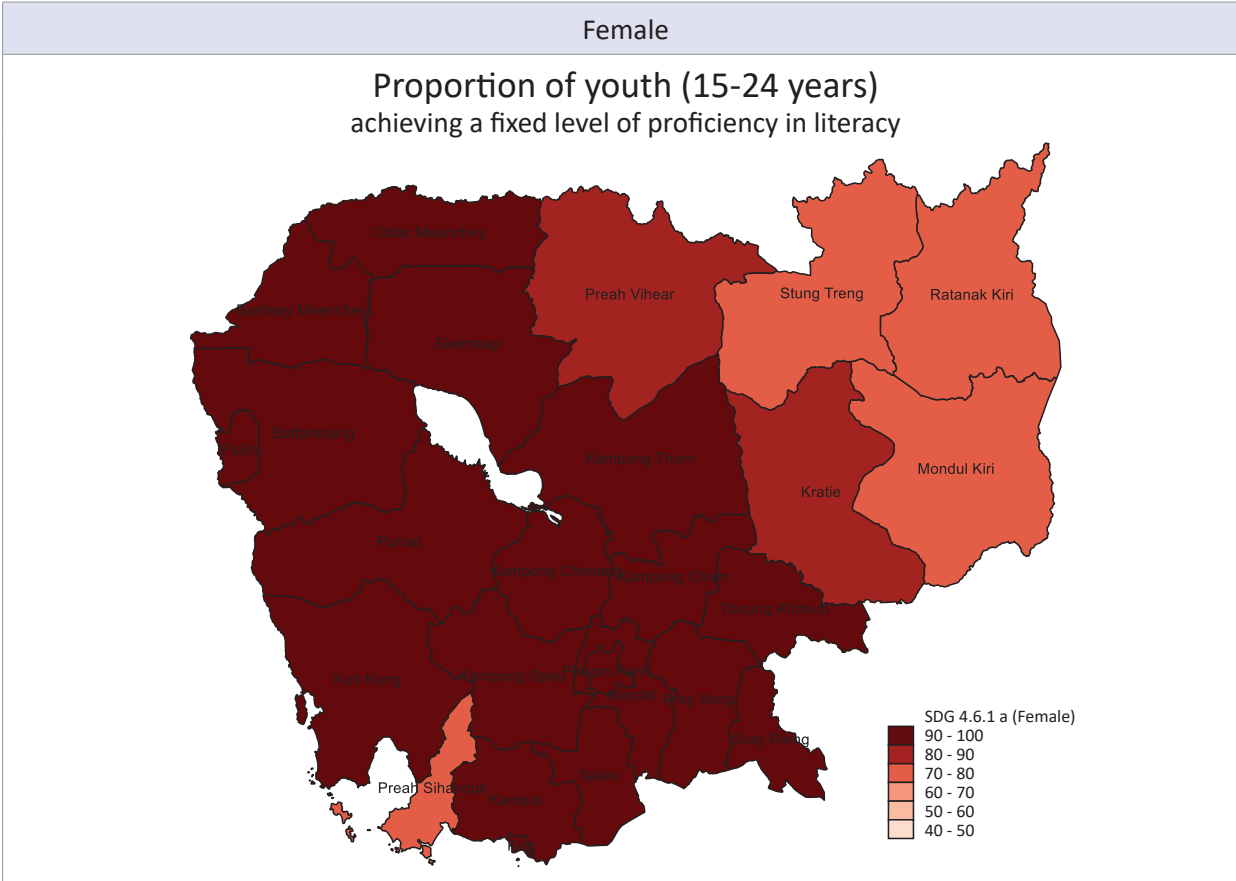 Female
Proportion of youth (15-24 years)
achieving a fixed level of proficiency in literacy
Otdar Meanchey
Banteay Meanchey
Preah Vihear
Stung Treng
Ratanak Kiri
Siemreap
Battambang
Pailin
Kampong Thom
Kratie
Mondul Kiri
Pursat
Kampong Chhnang
Kampong Cham
Tboung Khmum
Koh Kong
Kampong Speu
Phnom Penh
Kandal
Prey Veng
Svay Rieng
Preah Sihanouk
Takeo
Kampot
Kep
SDG 4.6.1 a (Female)
90 - 100
80 - 90
70 - 80
60 - 70
50 - 60
40 - 50